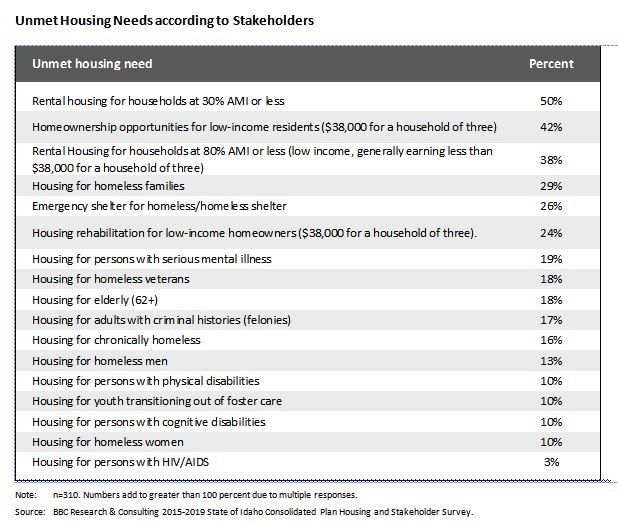 Unmet Housing Needs according to Stakeholders
Unmet housing need Percent
Rental housing for households at 30% AMI or less 50%
Homeownership opportunities for low-income residents ($38,000 for a household of three) 42%
Rental Housing for households at 80% AMI or less (low income, generally earning less than
$38,000 for a household of three) 38%
Housing for homeless families 29%
Emergency shelter for homeless/homeless shelter 26%
Housing rehabilitation for low-income homeowners ($38,000 for a household of three). 24%
Housing for persons with serious mental illness 19%
Housing for homeless veterans 18%
Housing for elderly (62+) 18%
Housing for adults with criminal histories (felonies) 17%
Housing for chronically homeless 16%
Housing for homeless men 13%
Housing for persons with physical disabilities 10%
Housing for youth transitioning out of foster care 10%
Housing for persons with cognitive disabilities 10%
Housing for homeless women 10%
Housing for persons with HIV/AIDS 3%
Note: n=310. Numbers add to greater than 100 percent due to multiple responses.
Source: BBC Research & Consulting 2015-2019 State of Idaho Consolidated Plan Housing and Stakeholder Survey.